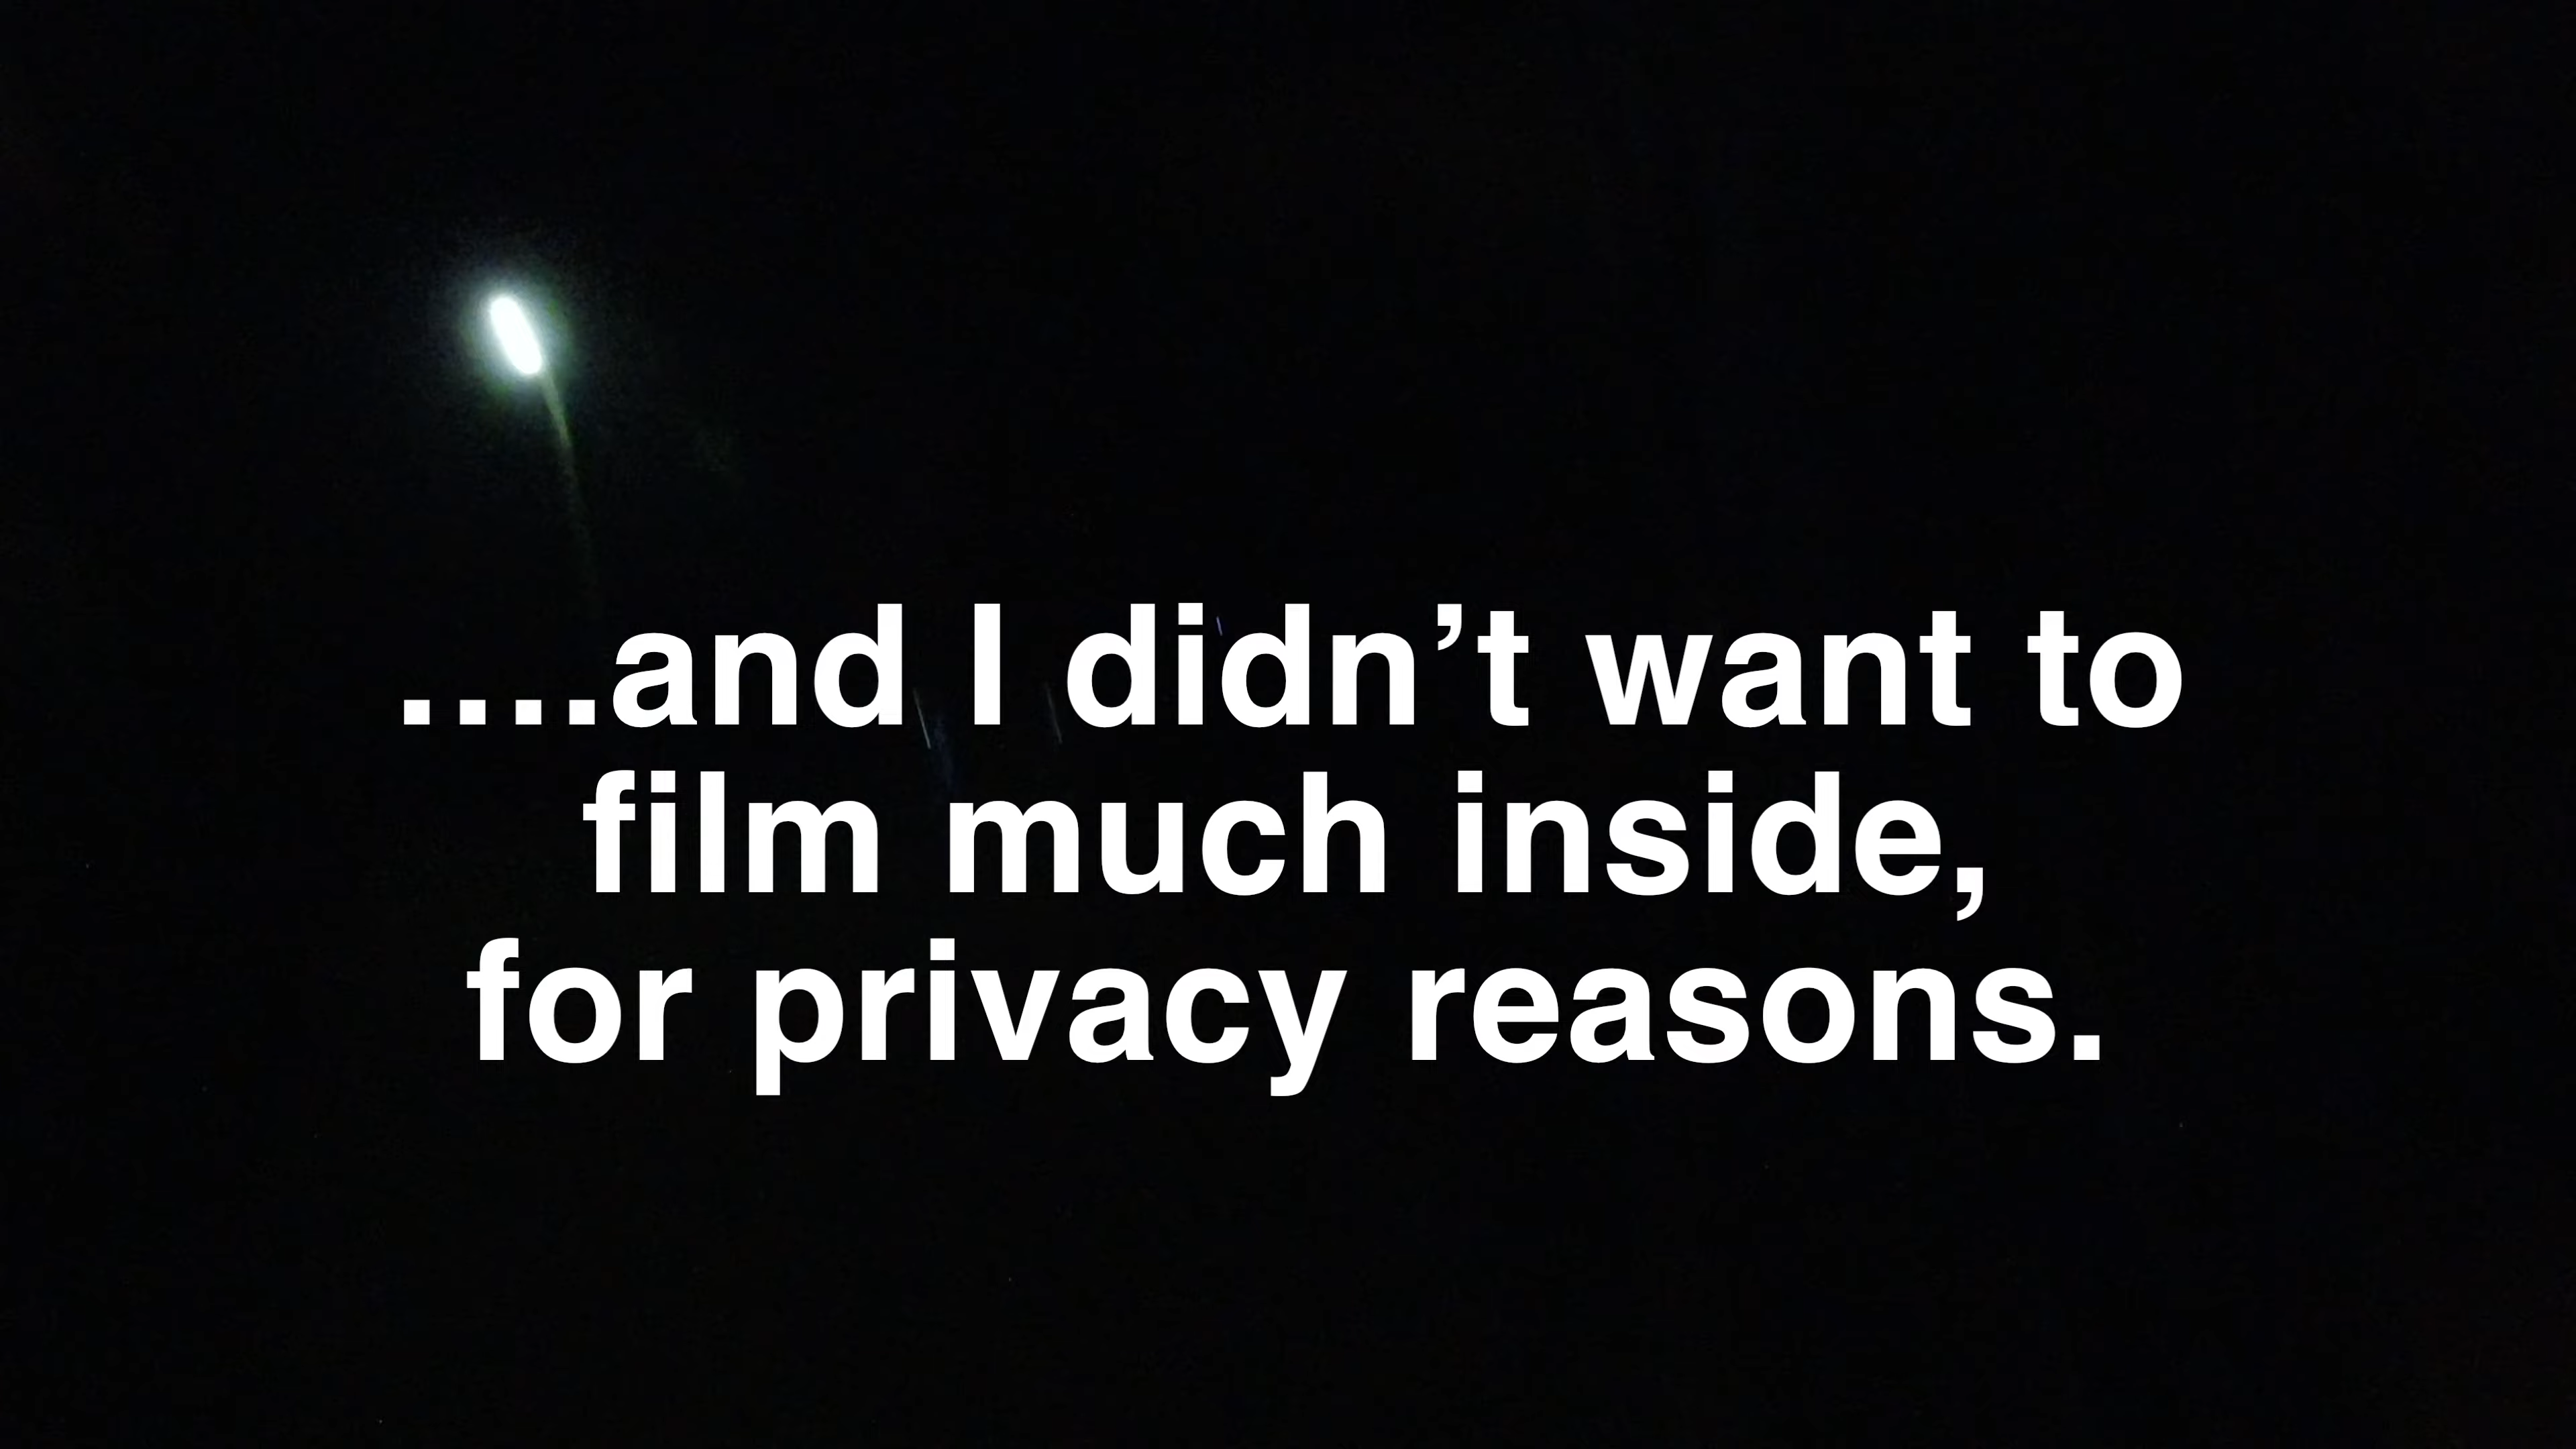 ....and I didn’t want to
film much inside,
for privacy reasons.